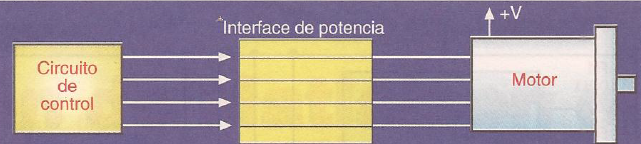 Interface de potencia
+V
Circuito
de
control
Motor